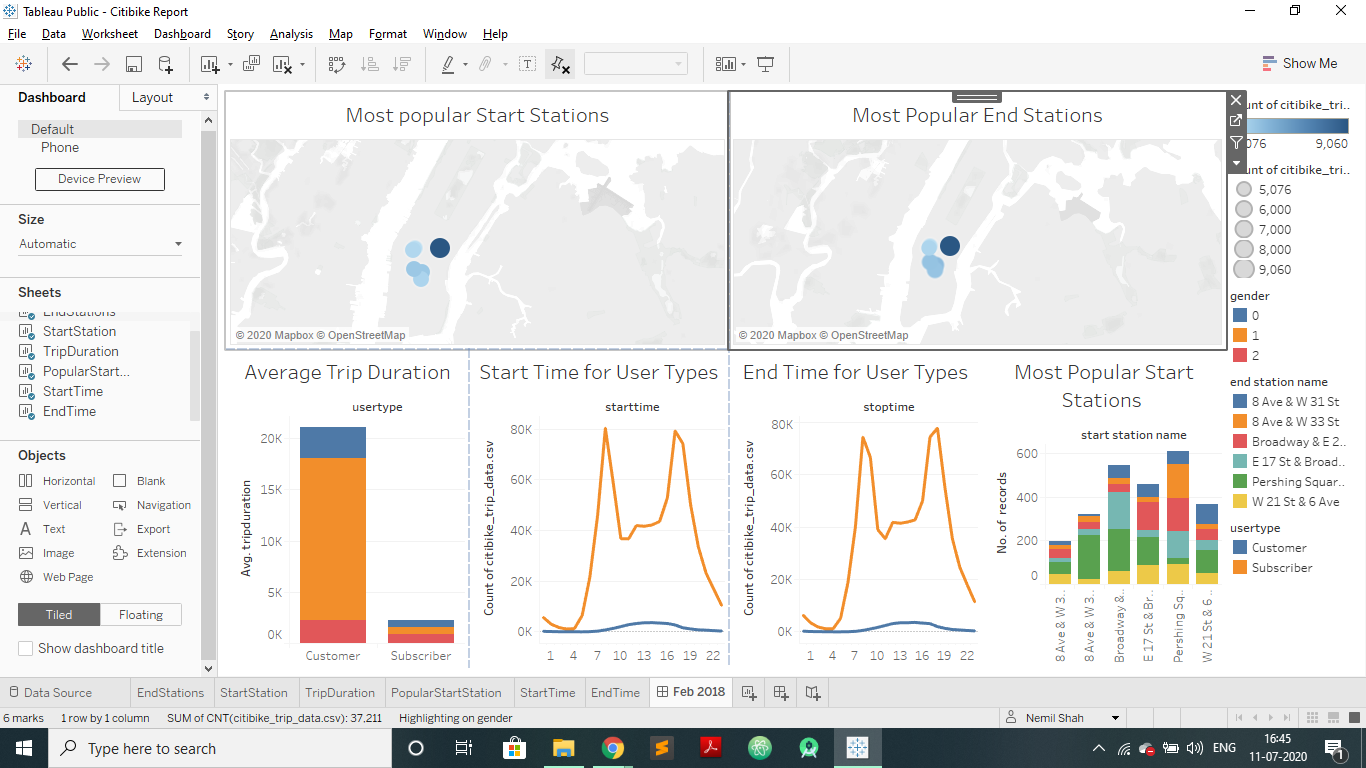 Tableau Public - Citibike Report
File Data Worksheet Dashboard Story Analysis Map Format Window Help
Show Me
Dashboard Layout
Default
Phone
Device Preview
Size
Automatic
Sheets
EndStations
StartStation
TripDuration
PopularStart...
StartTime
EndTime
Objects
Horizontal Blank
Vertical Navigation
Text Export
Image Extension
Web Page
Tiled Floating
Show dashboard title
Most popular Start Stations
© 2020 Mapbox © OpenStreetMap
Most Popular End Stations
© 2020 Mapbox © OpenStreetMap
Average Trip Duration
usertype
Avg. tripduration
20K
15K
10K
5K
0K
Customer Subscriber
Start Time for User Types
starttime
Count of citibike_trip_data.csv
80K
60K
40K
20K
0K
1 4 7 10 13 16 19 22
End Time for User Types
stoptime
Count of citibike_trip_data.csv
80K
60K
40K
20K
0K
1 4 7 10 13 16 19 22
Most Popular Start
Stations
start station name
No. of records
600
400
200
0
8 Ave & W 3..
8 Ave & W 3..
Broadway &..
E 17 St & Br..
Pershing Sq..
W 21 St & 6 ..
ount of citibike_tri..
076 9,060
ount of citibike_tri..
5,076
6,000
7,000
8,000
9,060
gender
0
1
2
end station name
8 Ave & W 31 St
8 Ave & W 33 St
Broadway & E 2..
E 17 St & Broad..
Pershing Squar..
W 21 St & 6 Ave
usertype
Customer
Subscriber
Data Source EndStations StartStation TripDuration PopularStartStation StartTime EndTime Feb 2018
6 marks 1 row by 1 column SUM of CNT(citibike_trip_data.csv): 37,211 Highlighting on gender Nemil Shah
Type here to search
ENG
16:45
11-07-2020
1